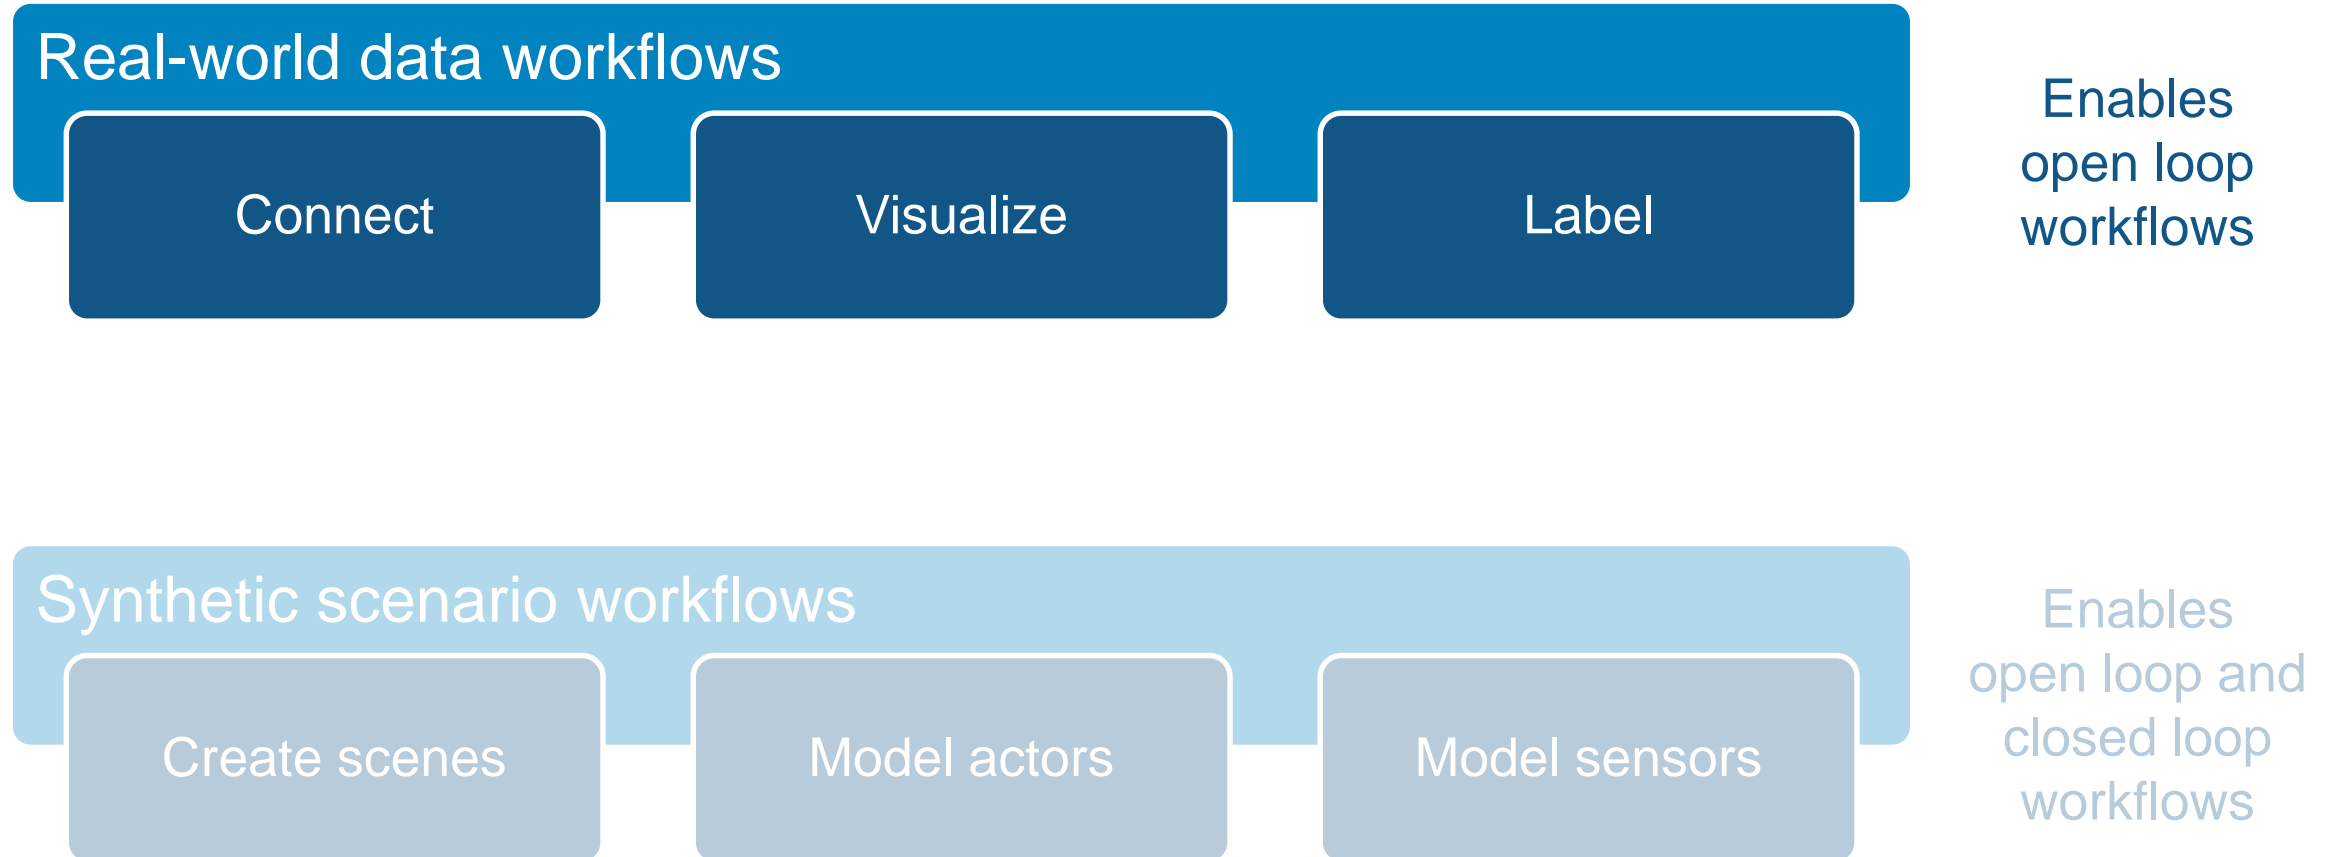 Real-world data workflows
Connect
Visualize
Label
Enables
open loop
workflows
Synthetic scenario workflows
Create scenes
Model actors
Model sensors
Enables
open loop and
closed loop
workflows